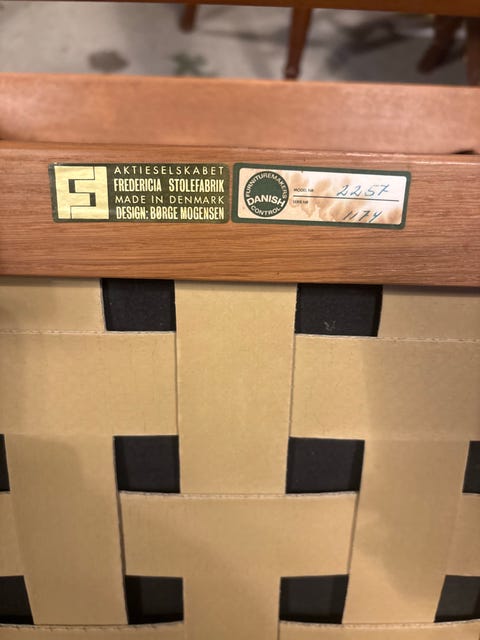 AKTIESELSKABET
FREDERICIA STOLEFABRIK
MADE IN DENMARK
DESIGN: BØRGE MOGENSEN
FURNITUREMAKERS
DANISH
CONTROL
MODEL NR 2257
SERIE NR 1174